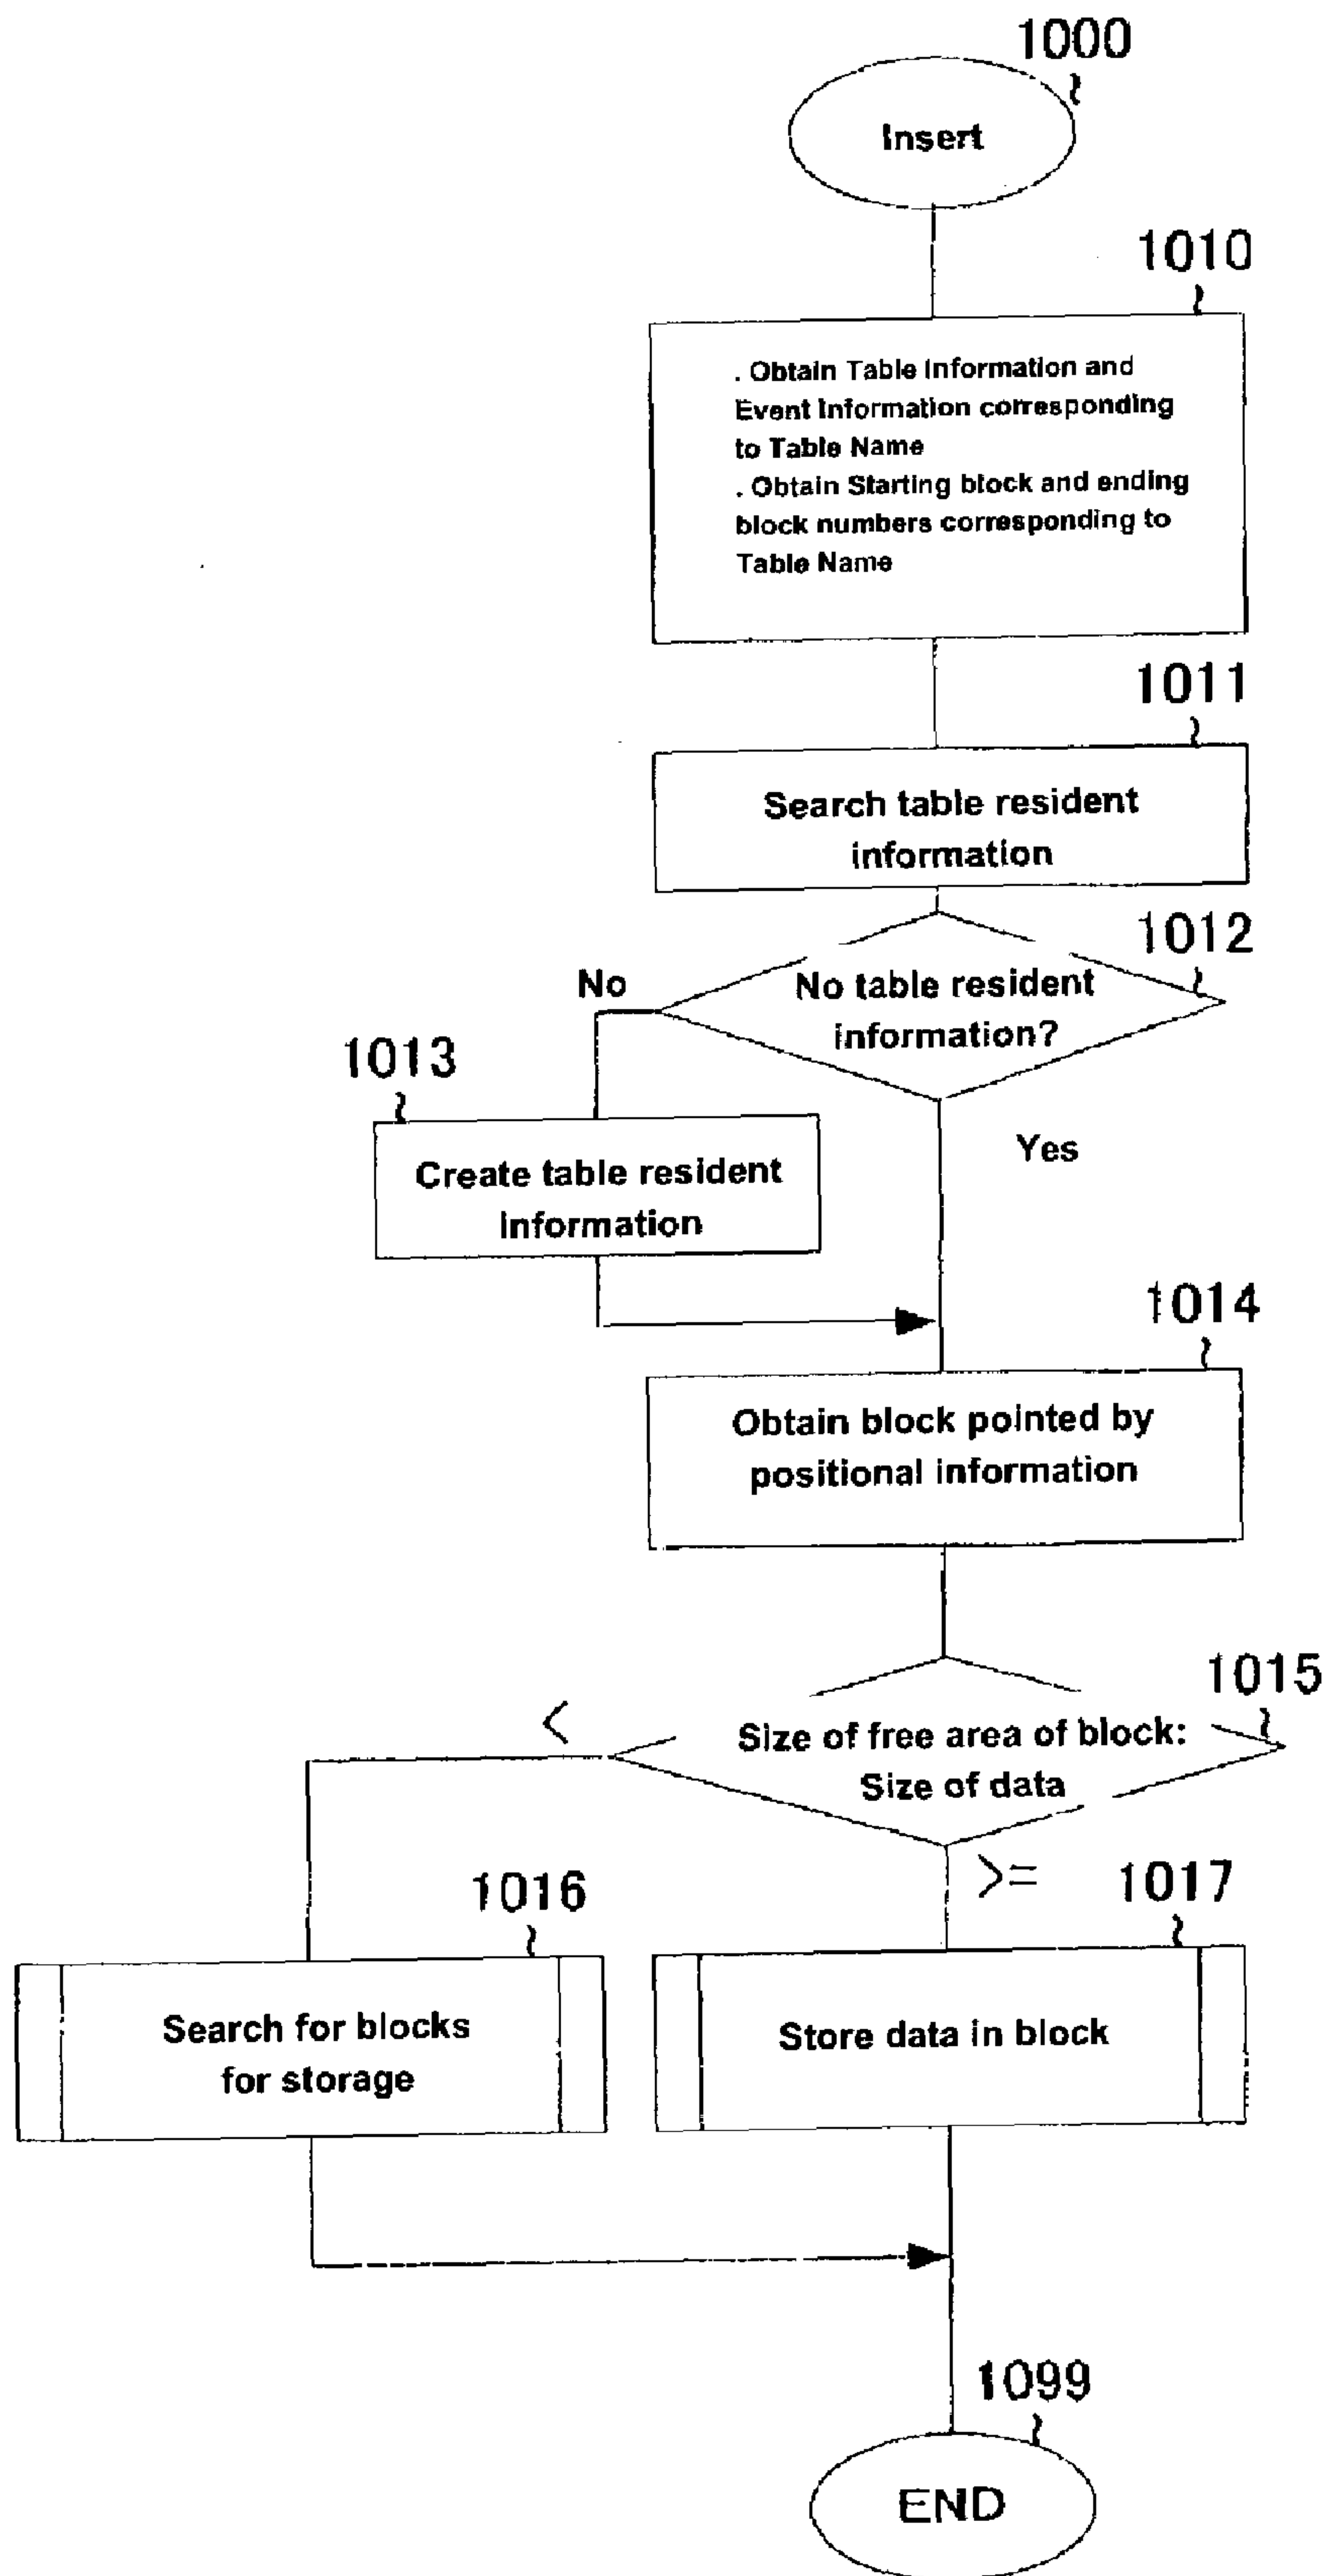 1000
Insert
1010
. Obtain Table Information and
Event Information corresponding
to Table Name
. Obtain Starting block and ending
block numbers corresponding to
Table Name
1011
Search table resident
information
1012
No
No table resident
information?
1013
Yes
Create table resident
Information
1014
Obtain block pointed by
positional information
1015
<
Size of free area of block:
Size of data
>=
1016
1017
Search for blocks
for storage
Store data in block
1099
END